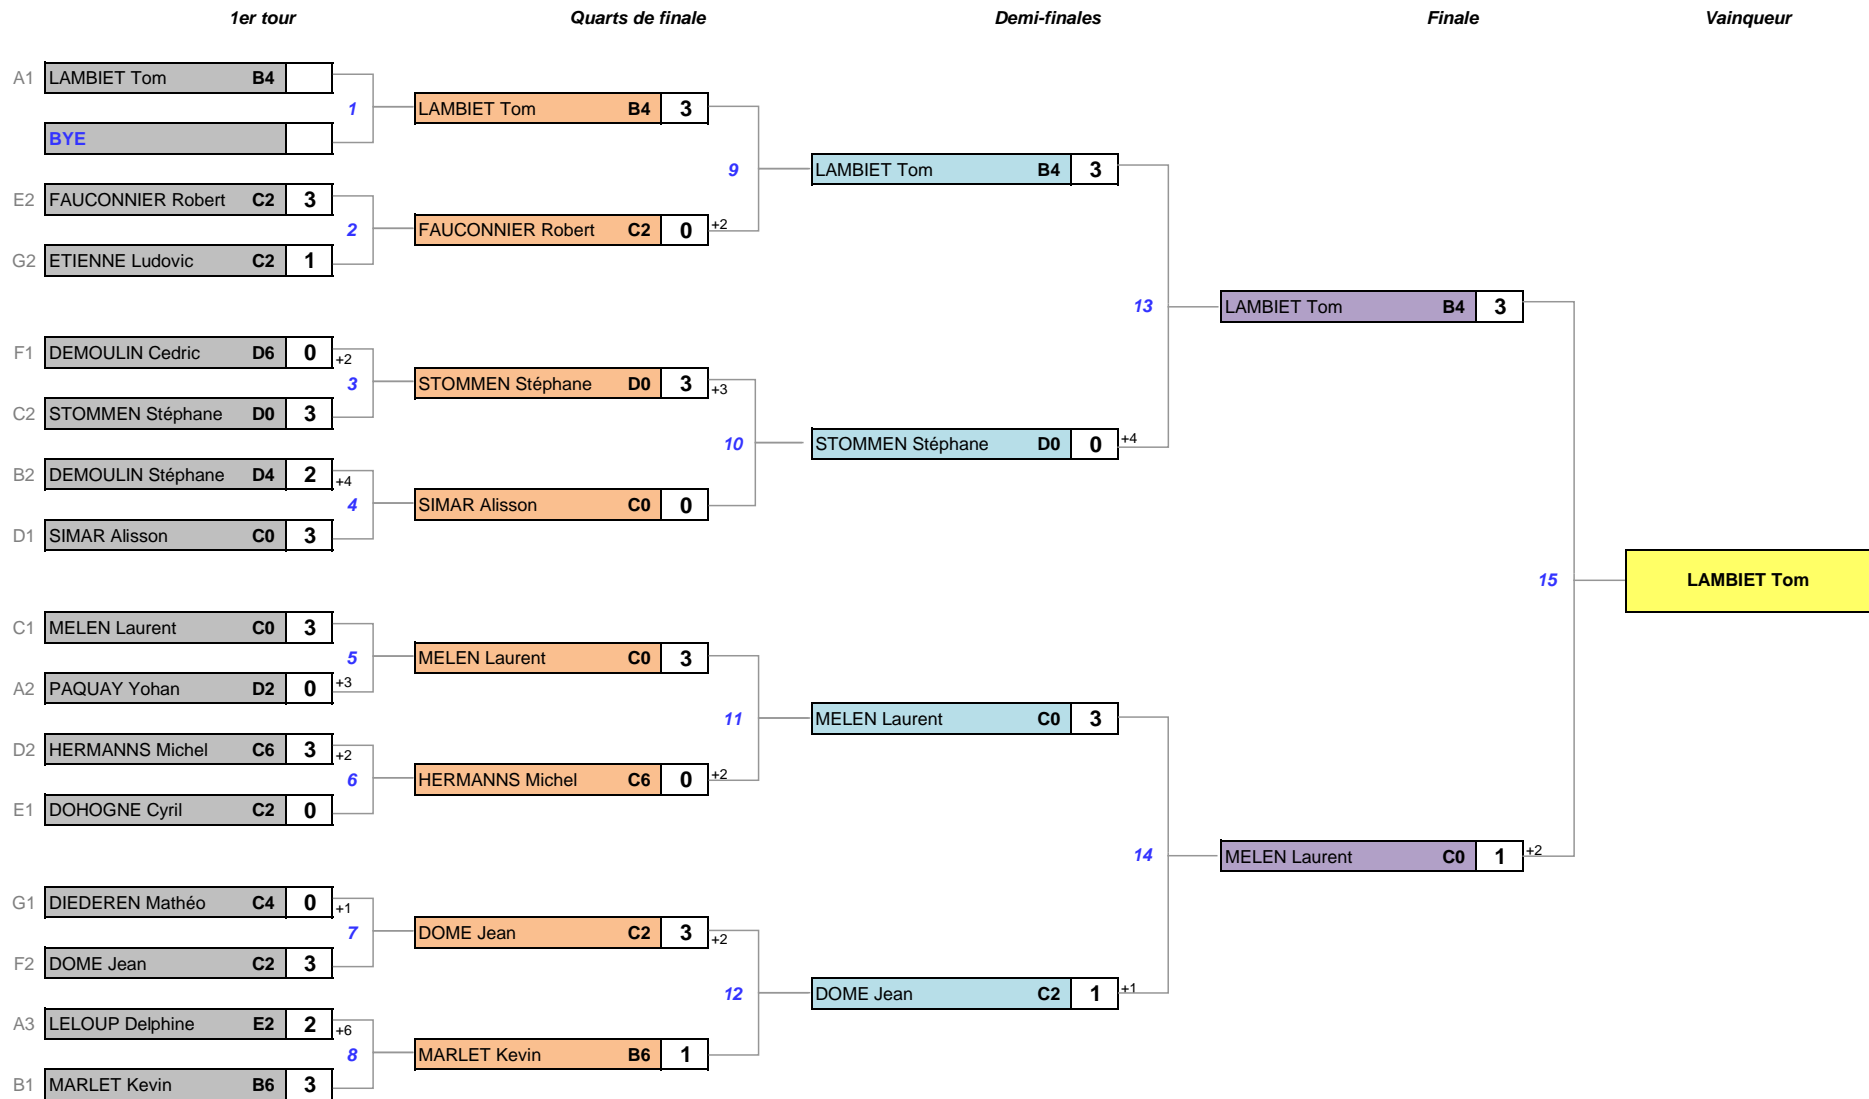 1er tour Quarts de finale Demi-finales Finale Vainqueur
A1 LAMBIET Tom B4
1
BYE
LAMBIET Tom B4 3
9
E2 FAUCONNIER Robert C2 3
2
G2 ETIENNE Ludovic C2 1
FAUCONNIER Robert C2 0 +2
LAMBIET Tom B4 3
13
F1 DEMOULIN Cedric D6 0 +2
3
C2 STOMMEN Stéphane D0 3
STOMMEN Stéphane D0 3 +3
10
B2 DEMOULIN Stéphane D4 2 +4
4
D1 SIMAR Alisson C0 3
SIMAR Alisson C0 0
STOMMEN Stéphane D0 0 +4
LAMBIET Tom B4 3
15
LAMBIET Tom
C1 MELEN Laurent C0 3
5
A2 PAQUAY Yohan D2 0 +3
MELEN Laurent C0 3
11
D2 HERMANNS Michel C6 3 +2
6
E1 DOHOGNE Cyril C2 0
HERMANNS Michel C6 0 +2
MELEN Laurent C0 3
14
MELEN Laurent C0 1 +2
G1 DIEDEREN Mathéo C4 0 +1
7
F2 DOME Jean C2 3
DOME Jean C2 3 +2
12
DOME Jean C2 1 +1
A3 LELOUP Delphine E2 2 +6
8
B1 MARLET Kevin B6 3
MARLET Kevin B6 1